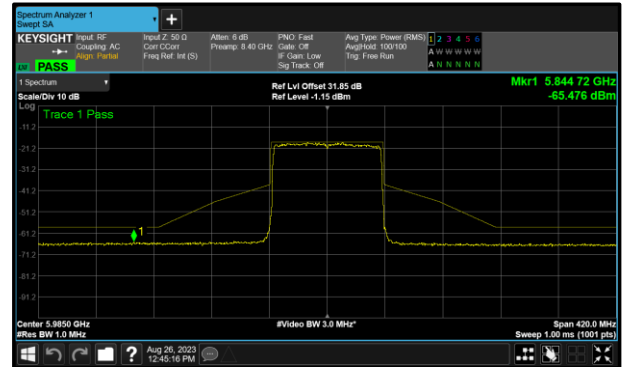 Spectrum Analyzer 1
Swept SA
+
KEYSIGHT Input: RF Input Z: 50 Ω Atten: 6 dB PNO: Fast Avg Type: Power (RMS) 1 2 3 4 5 6
Coupling: AC Corr CCorr Preamp: 8.40 GHz Gate: Off Avg|Hold: 100/100 A W W W W W
Align: Partial Freq Ref: Int (S) IF Gain: Low Trig: Free Run
PASS Sig Track: Off A N N N N N
1 Spectrum
Scale/Div 10 dB
Ref Lvl Offset 31.85 dB
Ref Level -1.15 dBm
Mkr1 5.844 72 GHz
-65.476 dBm
Log
Trace 1 Pass
-11.2
-21.2
-31.2
-41.2
-51.2
-61.2
1
-71.2
-81.2
-91.2
Center 5.9850 GHz #Video BW 3.0 MHz* Span 420.0 MHz
#Res BW 1.0 MHz Sweep 1.00 ms (1001 pts)
? Aug 26, 2023
12:45:16 PM